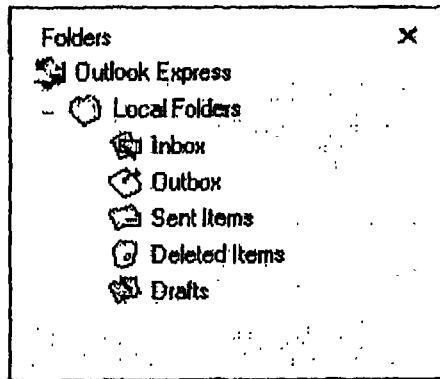 Folders
Outlook Express
Local Folders
Inbox
Outbox
Sent Items
Deleted Items
Drafts